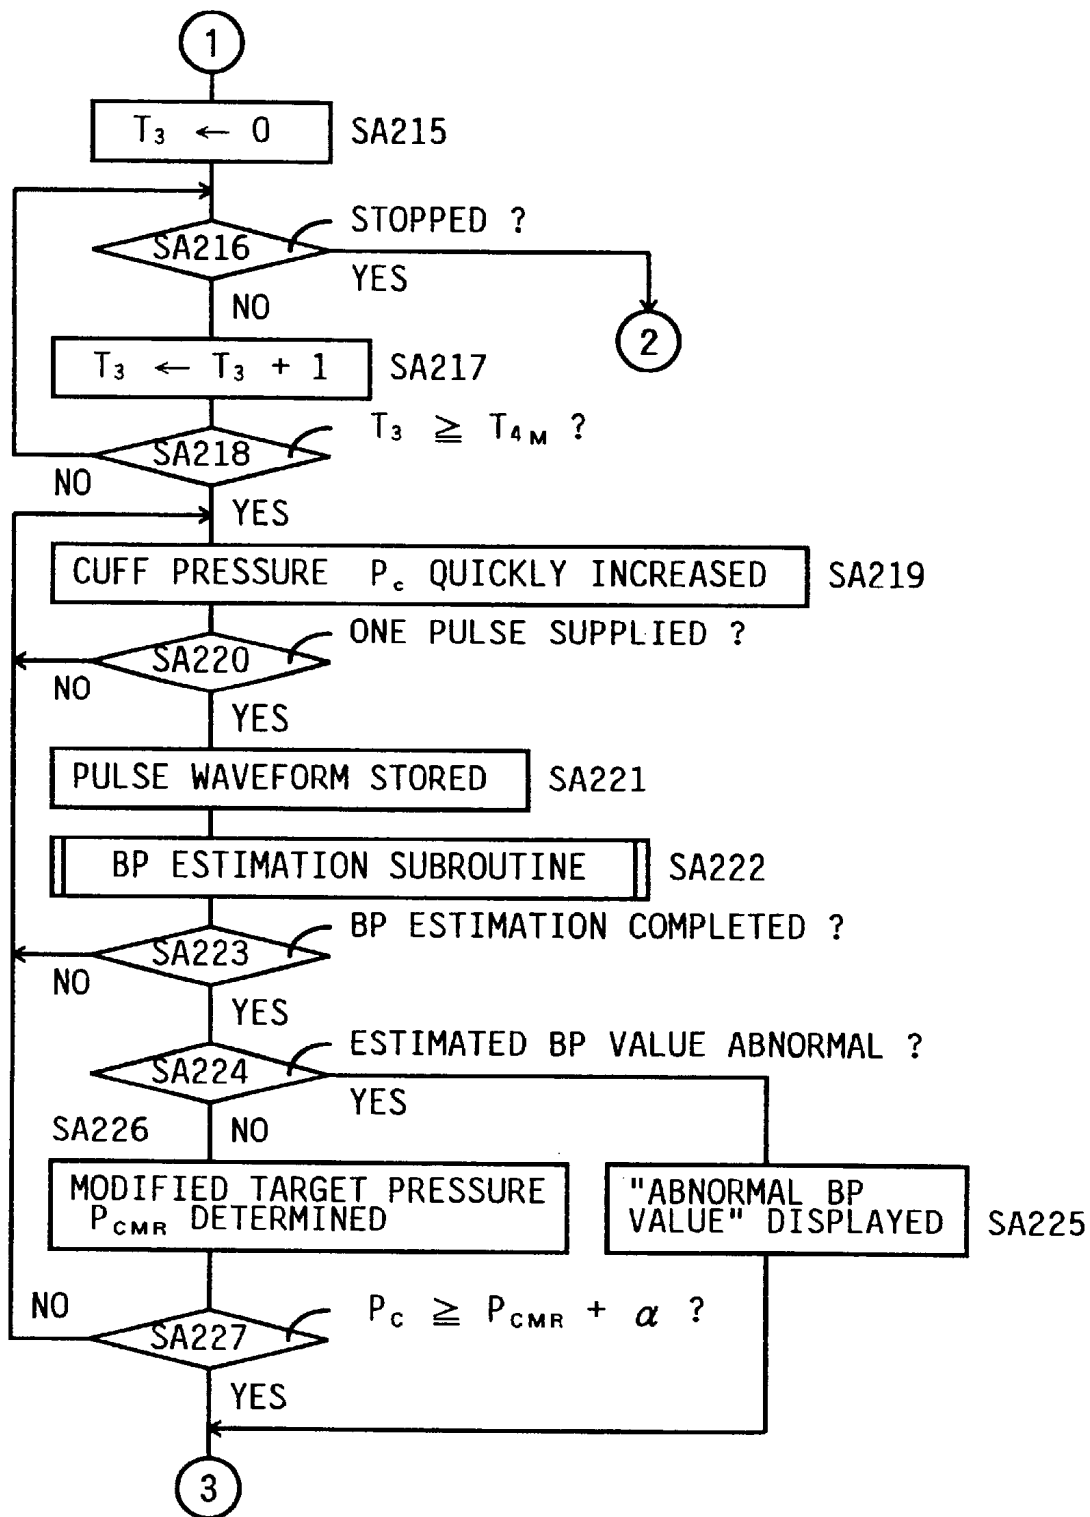 1
T₃ ← 0 SA215
STOPPED ?
SA216
YES
NO
2
T₃ ← T₃ + 1 SA217
T₃ ≧ T₄M ?
SA218
NO
YES
CUFF PRESSURE Pc QUICKLY INCREASED SA219
ONE PULSE SUPPLIED ?
SA220
NO
YES
PULSE WAVEFORM STORED SA221
BP ESTIMATION SUBROUTINE SA222
BP ESTIMATION COMPLETED ?
SA223
NO
YES
ESTIMATED BP VALUE ABNORMAL ?
SA224
YES
SA226 NO
MODIFIED TARGET PRESSURE
PCMR DETERMINED
"ABNORMAL BP
VALUE" DISPLAYED SA225
NO
PC ≧ PCMR + α ?
SA227
YES
3